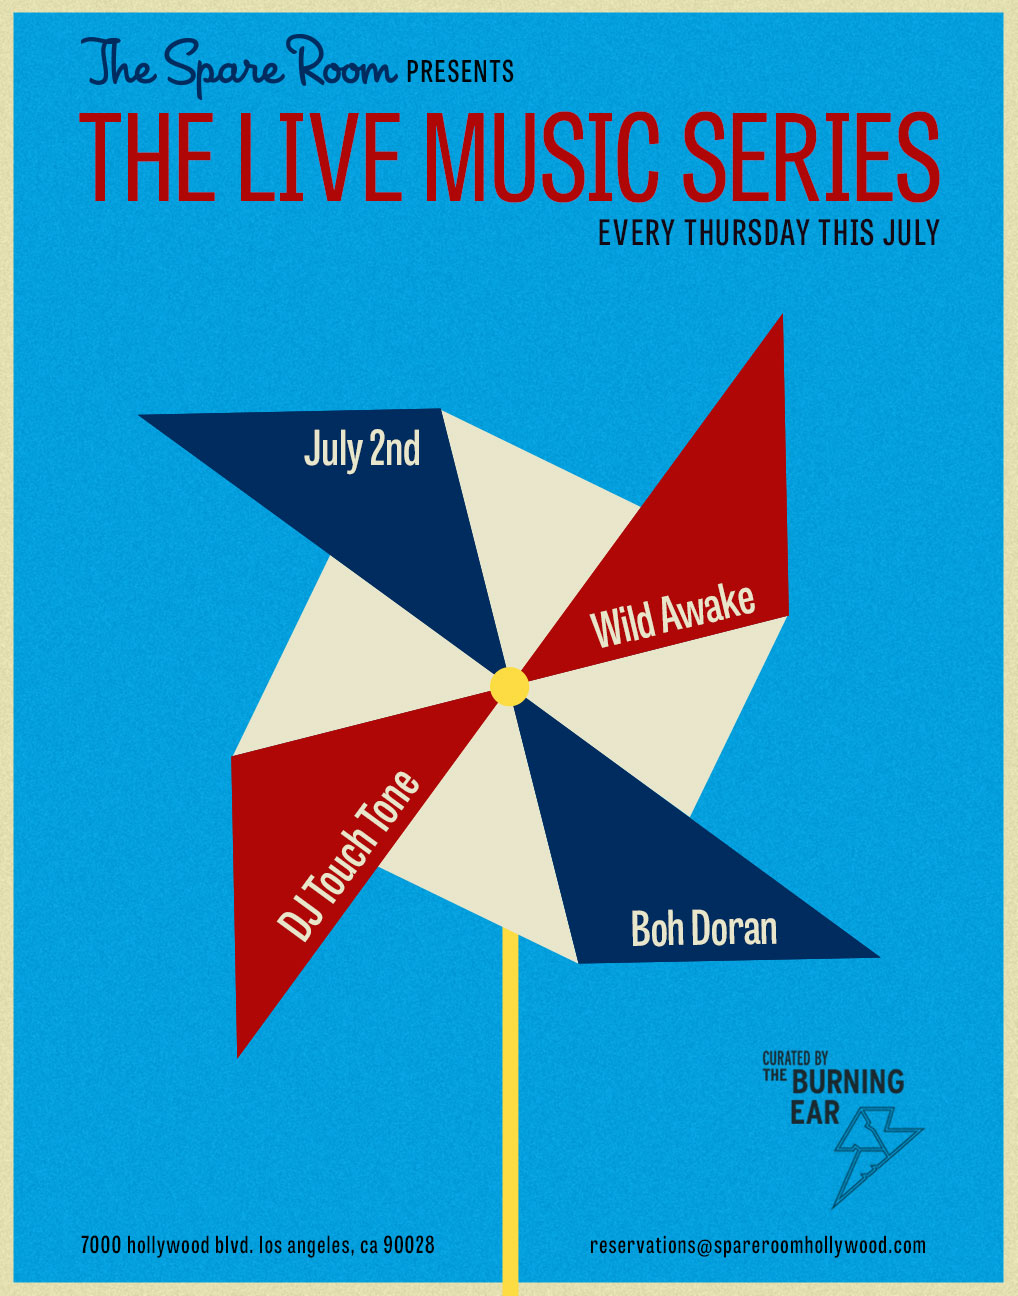 The Spare Room PRESENTS
THE LIVE MUSIC SERIES
EVERY THURSDAY THIS JULY
July 2nd
Wild Awake
DJ Touch Tone
Boh Doran
CURATED BY
THE BURNING
EAR
7000 hollywood blvd. los angeles, ca 90028
reservations@spareroomhollywood.com